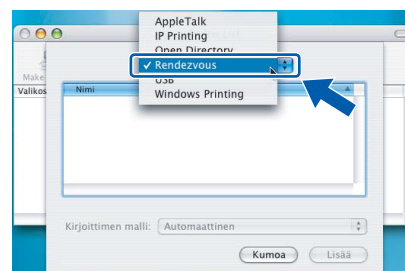 AppleTalk
IP Printing
Open Directory
✓ Rendezvous
USB
Windows Printing
Make
Valikos
Nimi
Kirjoittimen malli: Automaattinen
Kumoa Lisää